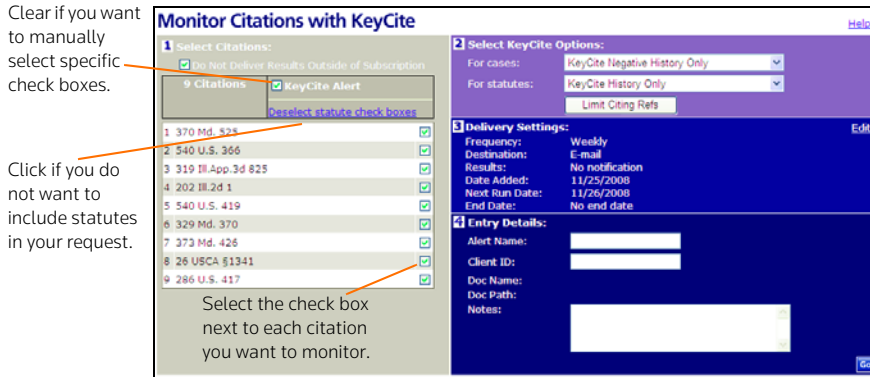 Clear if you want
to manually
select specific
check boxes.
Click if you do
not want to
include statutes
in your request.
Monitor Citations with KeyCite
Help
1 Select Citations:
Do Not Deliver Results Outside of Subscription
9 Citations
KeyCite Alert
Deselect statute check boxes
1 370 Md. 525
2 540 U.S. 366
3 319 Ill.App.3d 825
4 202 Ill.2d 1
5 540 U.S. 419
6 329 Md. 370
7 373 Md. 426
8 26 USCA §1341
9 286 U.S. 417
Select the check box
next to each citation
you want to monitor.
2 Select KeyCite Options:
For cases: KeyCite Negative History Only
For statutes: KeyCite History Only
Limit Citing Refs
3 Delivery Settings:
Edit
Frequency: Weekly
Destination: E-mail
Results: No notification
Date Added: 11/25/2008
Next Run Date: 11/26/2008
End Date: No end date
4 Entry Details:
Alert Name:
Client ID:
Doc Name:
Doc Path:
Notes:
Go